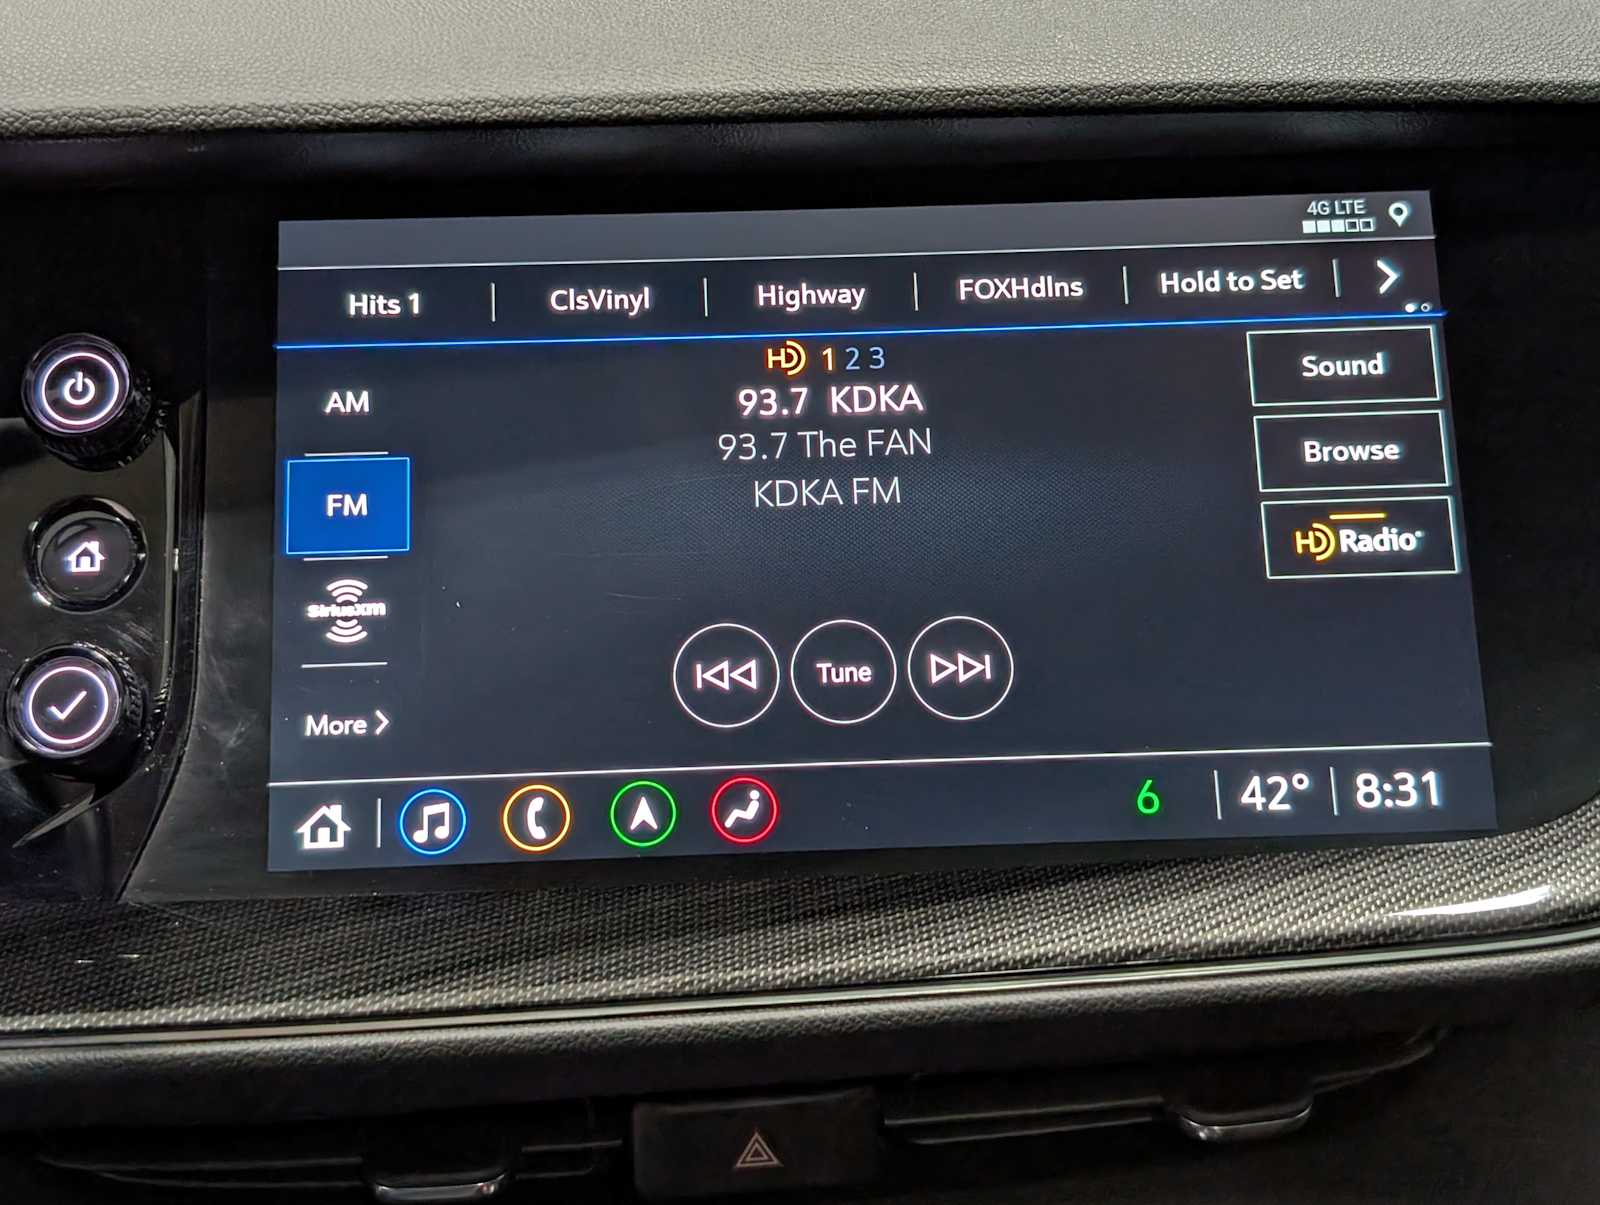 4G LTE
Hits 1
ClsVinyl
Highway
FOXHdlns
Hold to Set
HD 1 2 3
93.7 KDKA
93.7 The FAN
KDKA FM
AM
FM
SiriusXM
More
Sound
Browse
HD Radio
Tune
6
42°
8:31